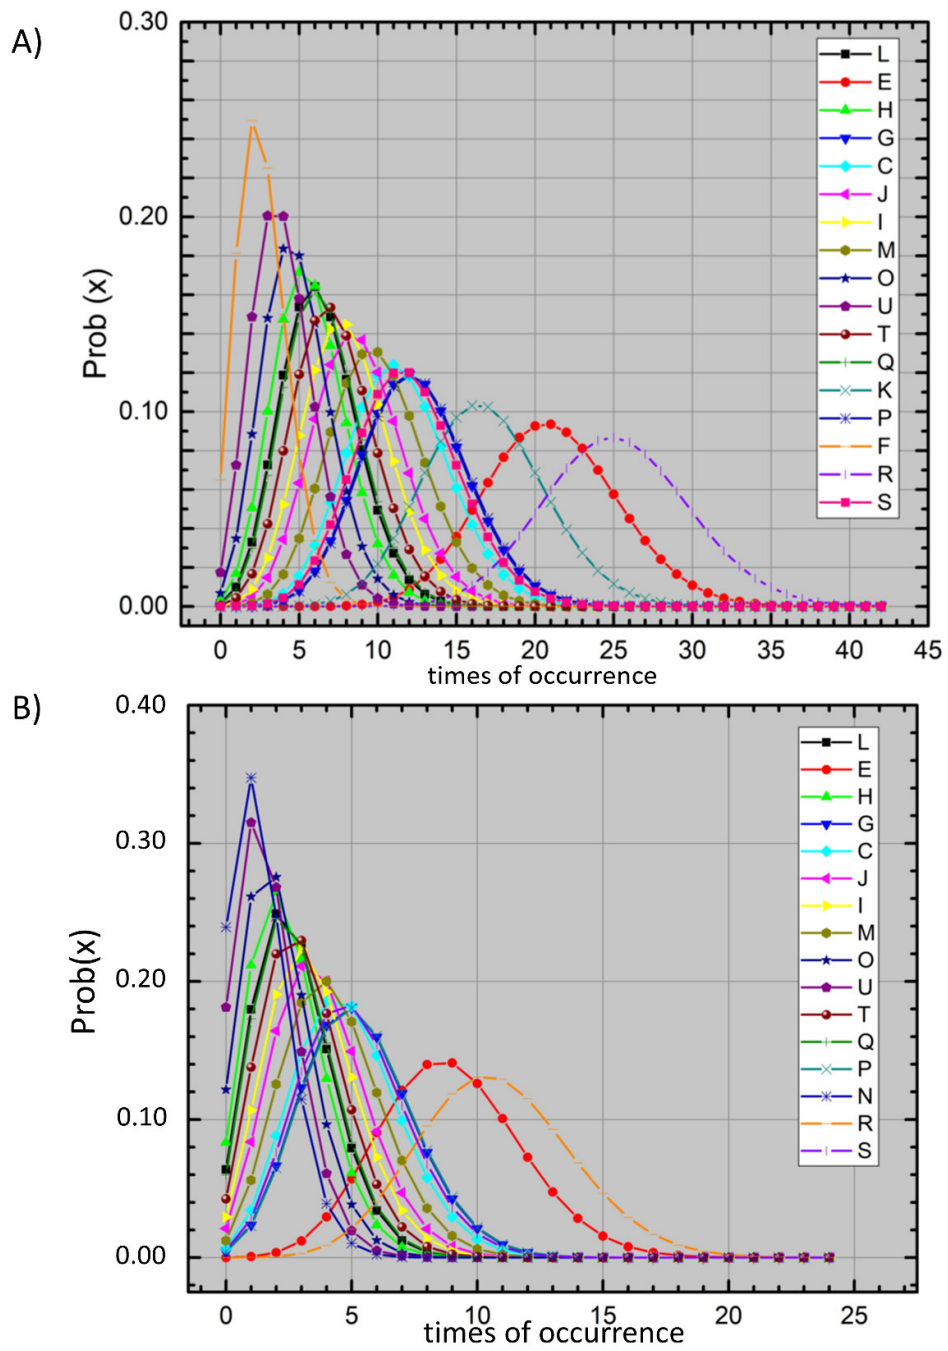 A)
0.30
0.20
0.10
0.00
Prob (x)
L
E
H
G
C
J
I
M
O
U
T
Q
K
P
F
R
S
0 5 10 15 20 25 30 35 40 45
times of occurrence
B)
0.40
0.30
0.20
0.10
0.00
Prob(x)
L
E
H
G
C
J
I
M
O
U
T
Q
P
N
R
S
0 5 10 15 20 25
times of occurrence